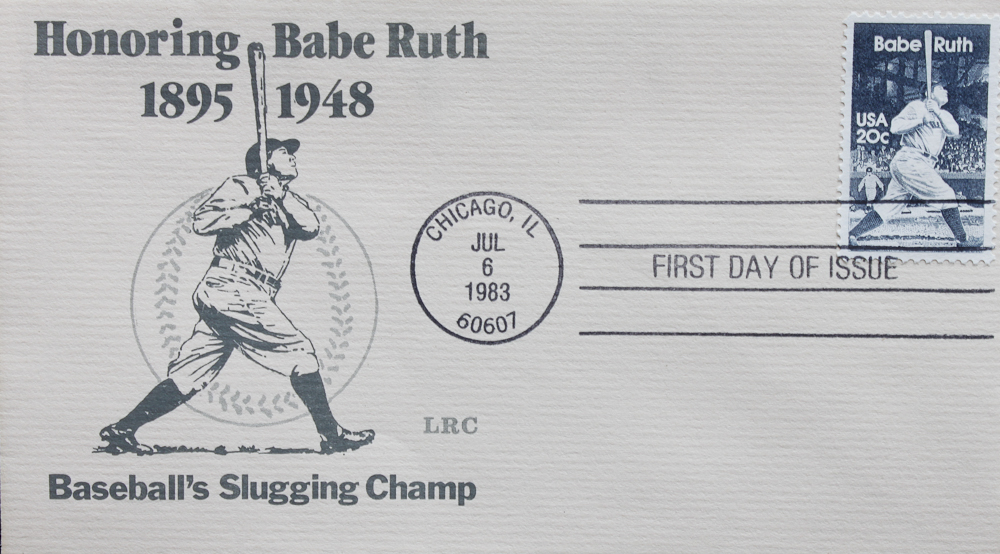 Honoring Babe Ruth
1895 1948
Babe Ruth
USA
20c
CHICAGO, IL
JUL
6
1983
60607
FIRST DAY OF ISSUE
LRC
Baseball's Slugging Champ